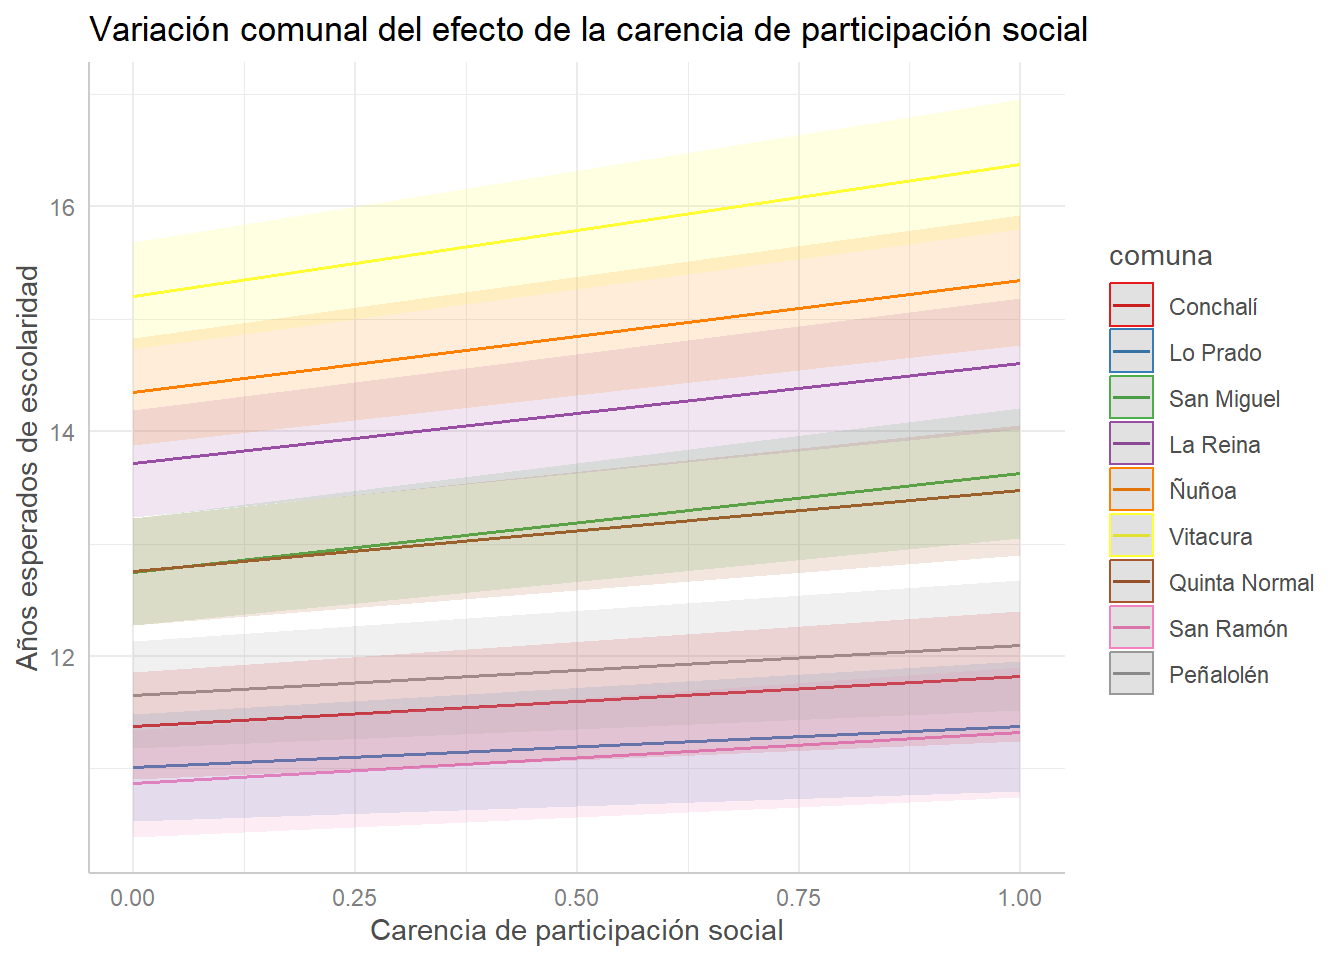 Variación comunal del efecto de la carencia de participación social
Años esperados de escolaridad
16
14
12
0.00
0.25
0.50
0.75
1.00
Carencia de participación social
comuna
Conchalí
Lo Prado
San Miguel
La Reina
Ñuñoa
Vitacura
Quinta Normal
San Ramón
Peñalolén